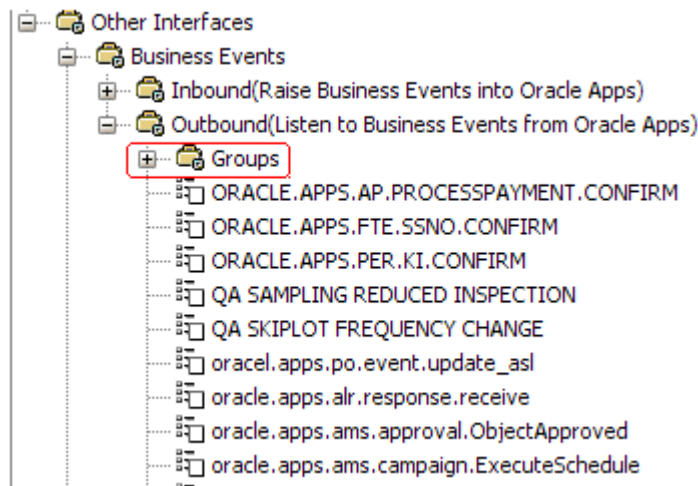 Other Interfaces
Business Events
Inbound(Raise Business Events into Oracle Apps)
Outbound(Listen to Business Events from Oracle Apps)
Groups
ORACLE.APPS.AP.PROCESSPAYMENT.CONFIRM
ORACLE.APPS.FTE.SSNO.CONFIRM
ORACLE.APPS.PER.KI.CONFIRM
QA SAMPLING REDUCED INSPECTION
QA SKIPLOT FREQUENCY CHANGE
oracel.apps.po.event.update_asl
oracle.apps.alr.response.receive
oracle.apps.ams.approval.ObjectApproved
oracle.apps.ams.campaign.ExecuteSchedule